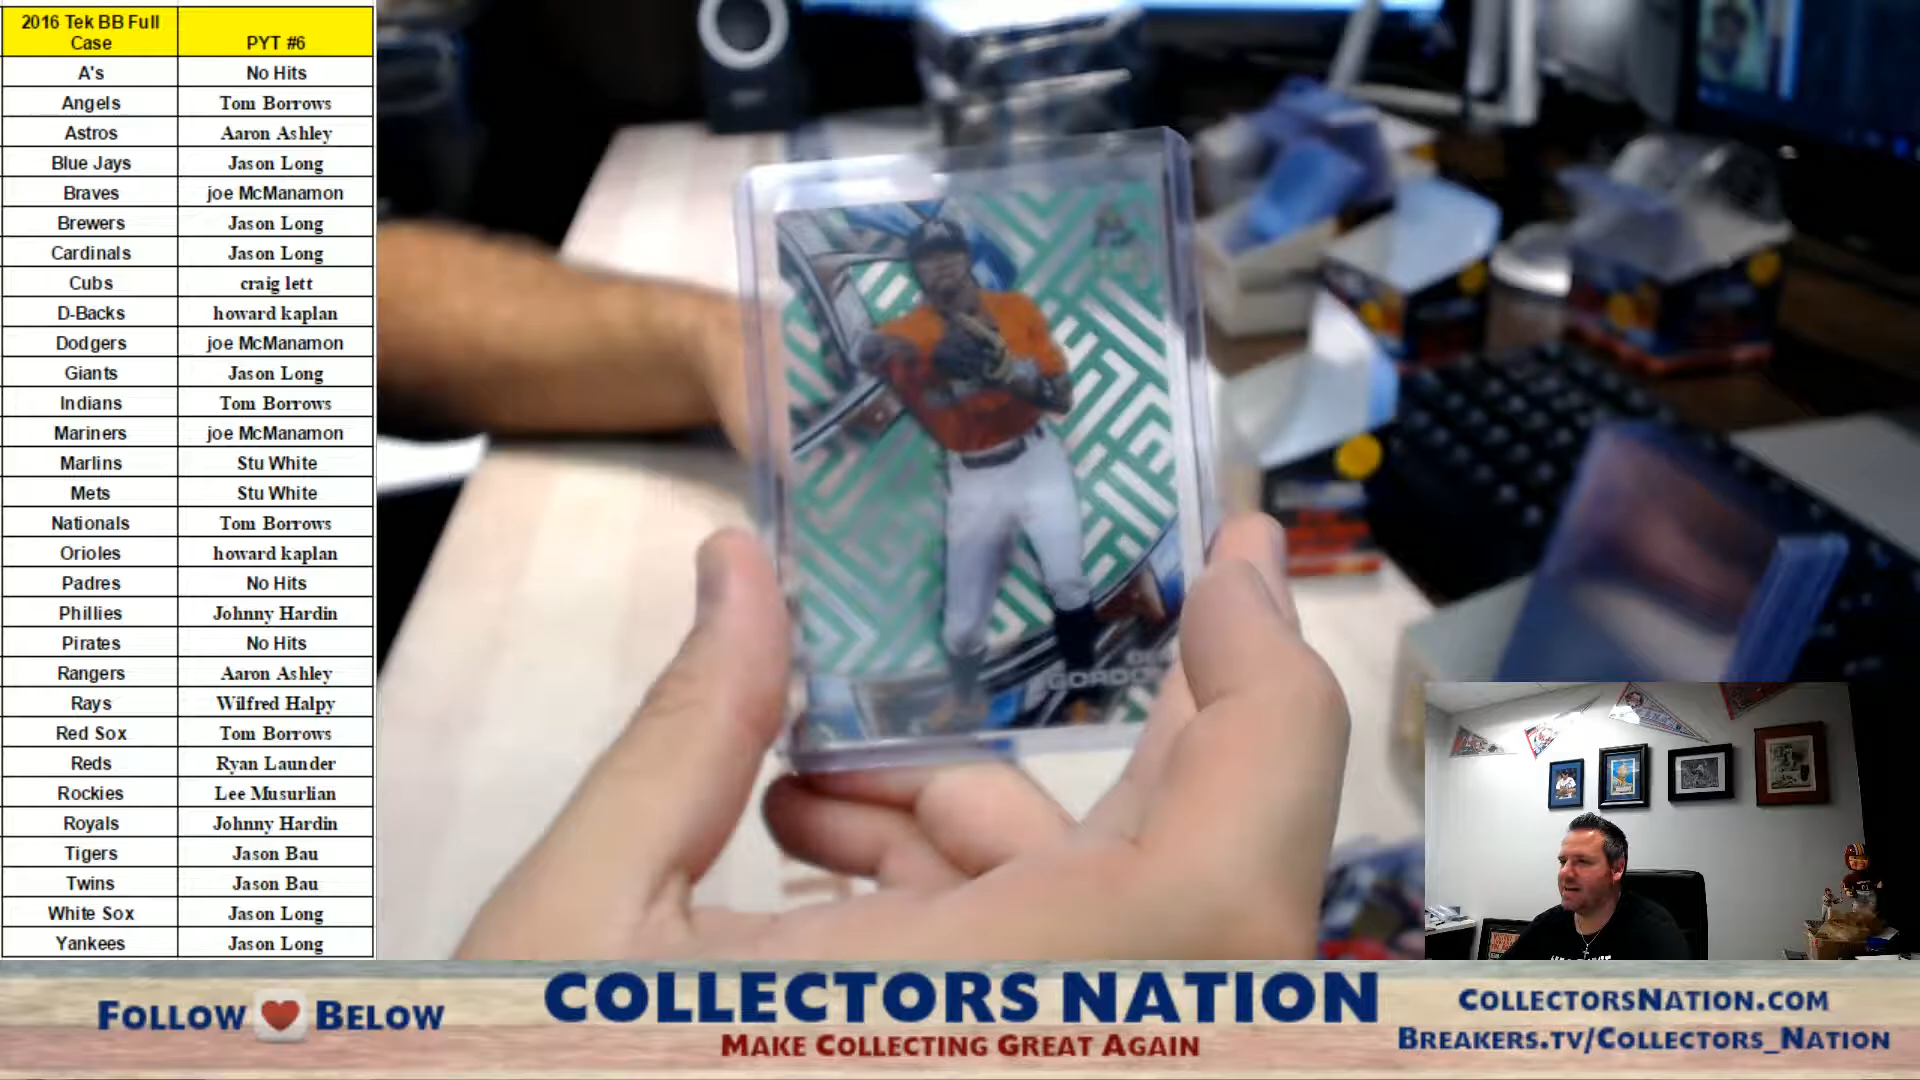 2016 Tek BB Full Case PYT #6
A's No Hits
Angels Tom Borrows
Astros Aaron Ashley
Blue Jays Jason Long
Braves joe McManamon
Brewers Jason Long
Cardinals Jason Long
Cubs craig lett
D-Backs howard kaplan
Dodgers joe McManamon
Giants Jason Long
Indians Tom Borrows
Mariners joe McManamon
Marlins Stu White
Mets Stu White
Nationals Tom Borrows
Orioles howard kaplan
Padres No Hits
Phillies Johnny Hardin
Pirates No Hits
Rangers Aaron Ashley
Rays Wilfred Halpy
Red Sox Tom Borrows
Reds Ryan Launder
Rockies Lee Musurlian
Royals Johnny Hardin
Tigers Jason Bau
Twins Jason Bau
White Sox Jason Long
Yankees Jason Long
FOLLOW BELOW
COLLECTORS NATION
MAKE COLLECTING GREAT AGAIN
COLLECTORSNATION.COM
BREAKERS.TV/COLLECTORS_NATION